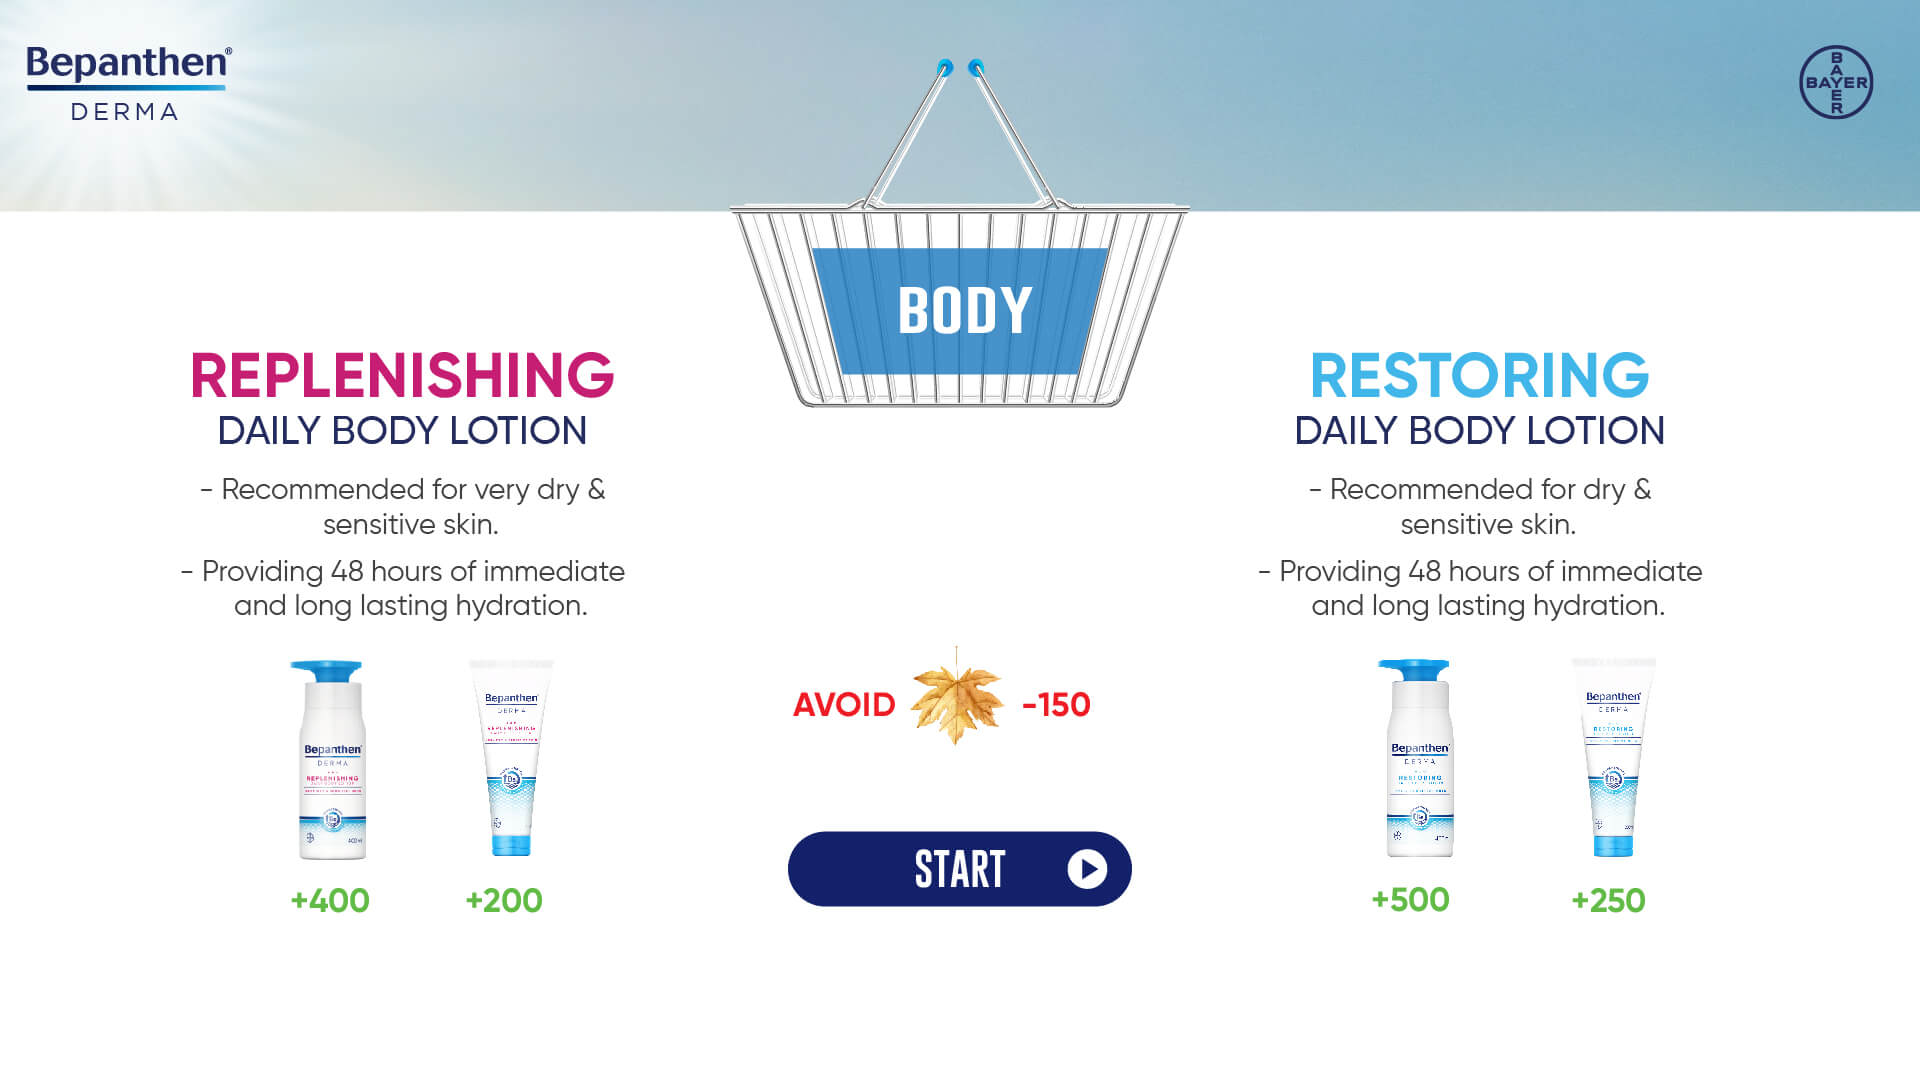 Bepanthen®
DERMA
BAYER
BAYER
BODY
REPLENISHING
DAILY BODY LOTION
- Recommended for very dry &
sensitive skin.
- Providing 48 hours of immediate
and long lasting hydration.
Bepanthen
DERMA
REPLENISHING
Bepanthen
DERMA
REPLENISHING
+400
+200
AVOID
-150
START
RESTORING
DAILY BODY LOTION
- Recommended for dry &
sensitive skin.
- Providing 48 hours of immediate
and long lasting hydration.
Bepanthen
DERMA
RESTORING
Bepanthen
DERMA
RESTORING
+500
+250